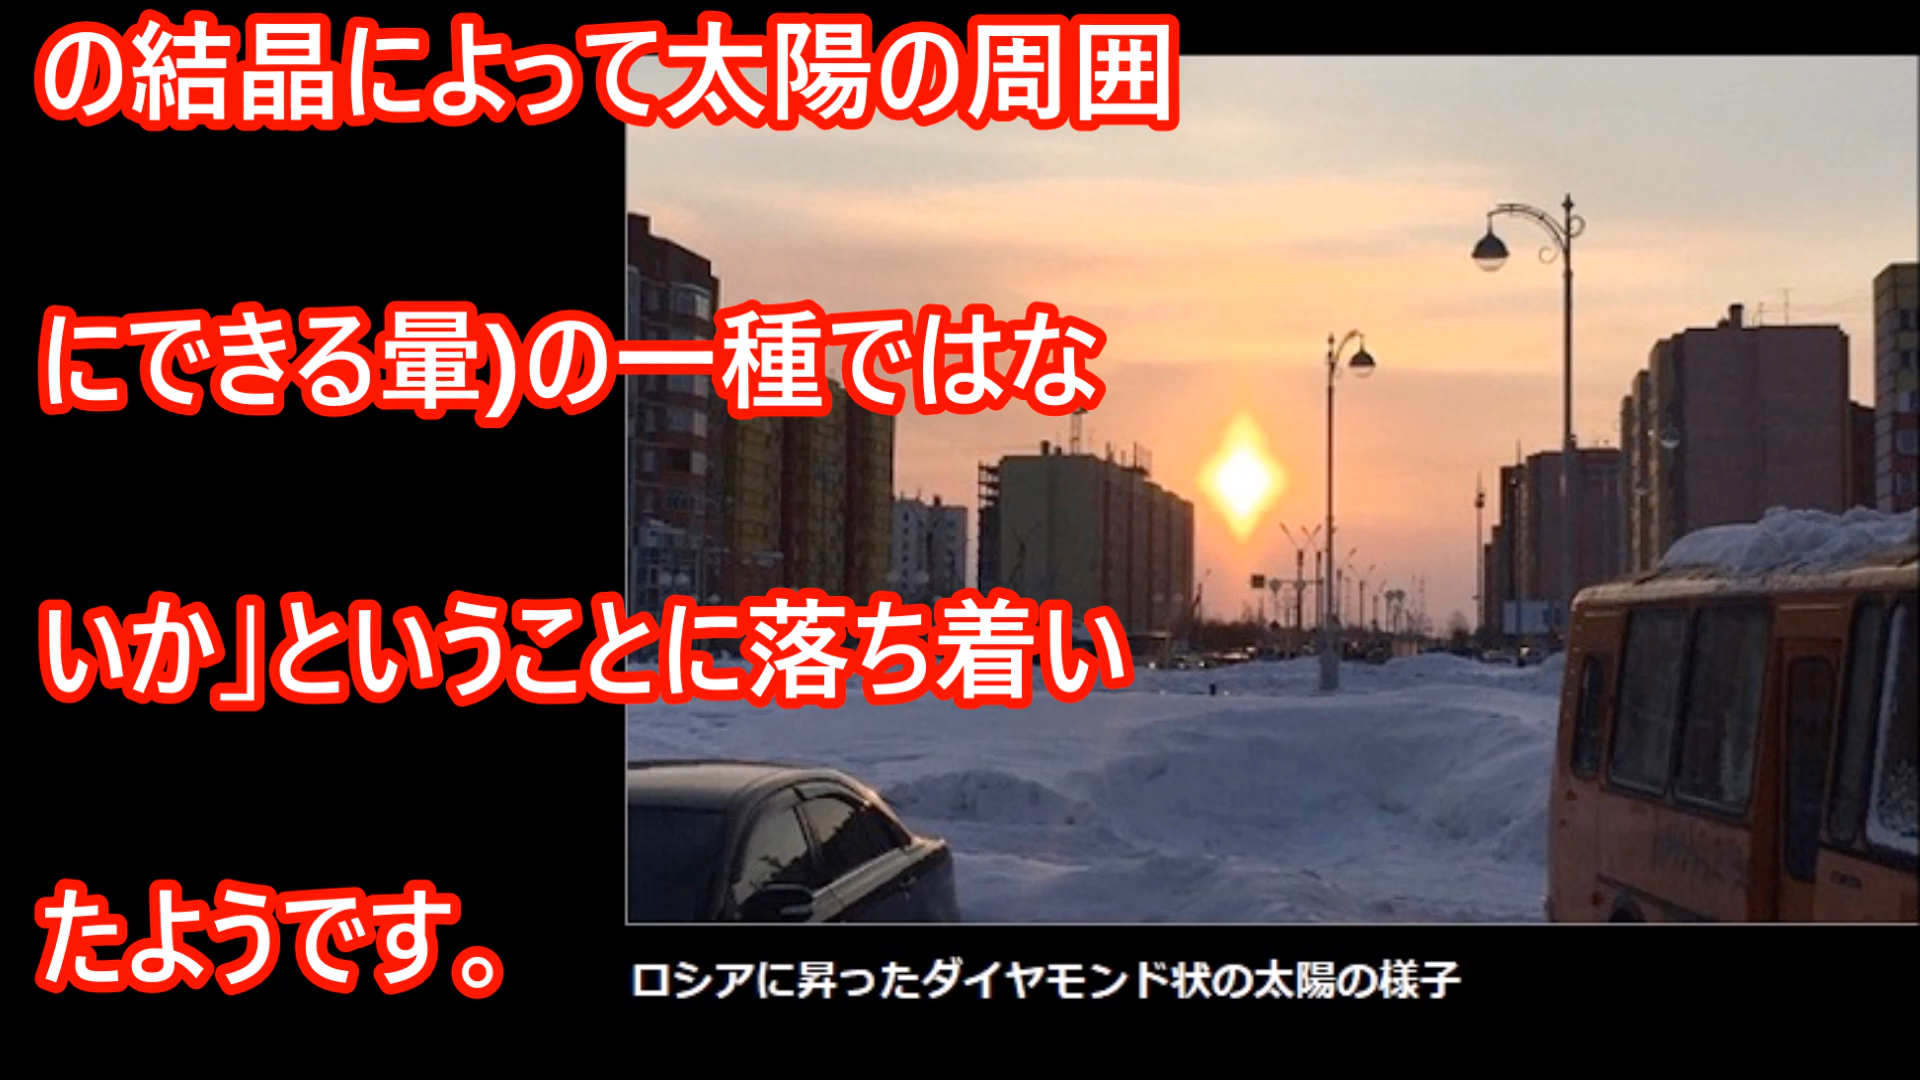 の結晶によって太陽の周囲
にできる暈)の一種ではな
いか」ということに落ち着い
たようです。
ロシアに昇ったダイヤモンド状の太陽の様子